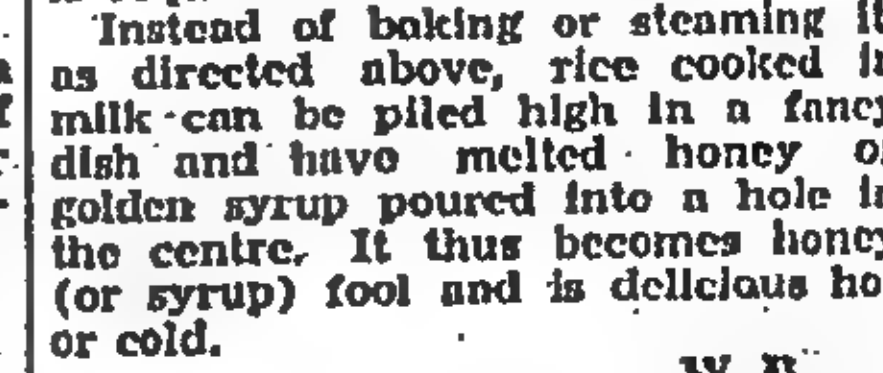 Instead of baking or steaming it
as directed above, rice cooked in
milk can be piled high in a fancy
dish and have melted honey or
golden syrup poured into a hole in
the centre. It thus becomes honey
(or syrup) fool and is delicious ho
or cold.